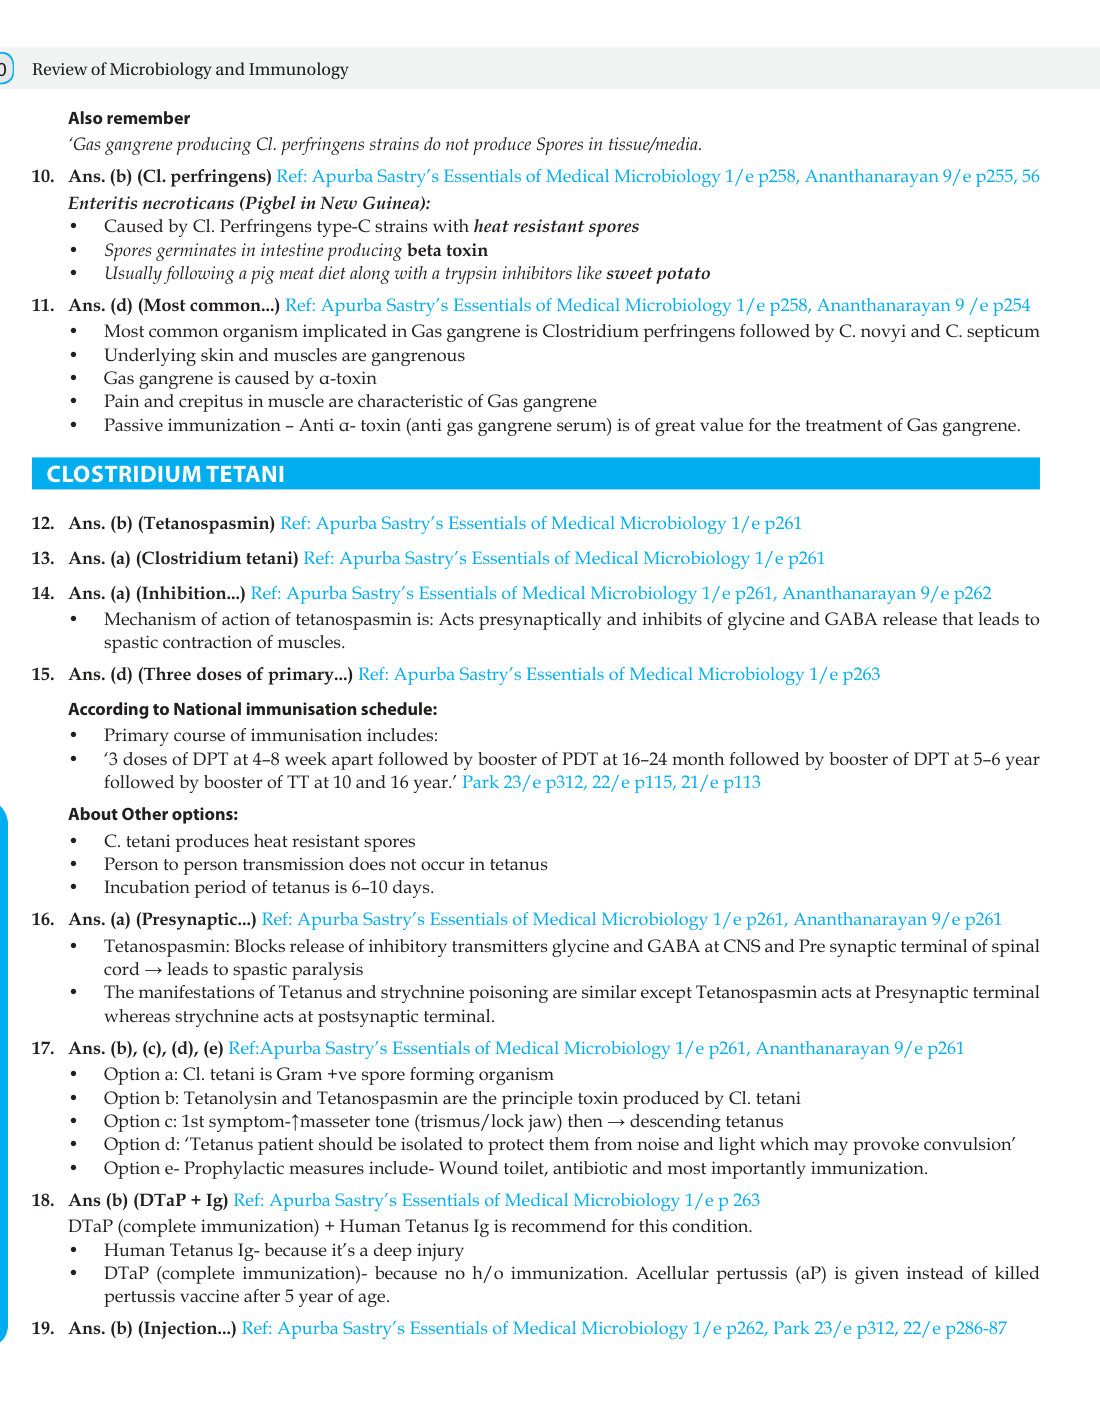 0 Review of Microbiology and Immunology
Also remember
‘Gas gangrene producing Cl. perfringens strains do not produce Spores in tissue/media.
10. Ans. (b) (Cl. perfringens) Ref: Apurba Sastry’s Essentials of Medical Microbiology 1/e p258, Ananthanarayan 9/e p255, 56
Enteritis necroticans (Pigbel in New Guinea):
• Caused by Cl. Perfringens type-C strains with heat resistant spores
• Spores germinates in intestine producing beta toxin
• Usually following a pig meat diet along with a trypsin inhibitors like sweet potato
11. Ans. (d) (Most common...) Ref: Apurba Sastry’s Essentials of Medical Microbiology 1/e p258, Ananthanarayan 9 /e p254
• Most common organism implicated in Gas gangrene is Clostridium perfringens followed by C. novyi and C. septicum
• Underlying skin and muscles are gangrenous
• Gas gangrene is caused by α-toxin
• Pain and crepitus in muscle are characteristic of Gas gangrene
• Passive immunization – Anti α- toxin (anti gas gangrene serum) is of great value for the treatment of Gas gangrene.
CLOSTRIDIUM TETANI
12. Ans. (b) (Tetanospasmin) Ref: Apurba Sastry’s Essentials of Medical Microbiology 1/e p261
13. Ans. (a) (Clostridium tetani) Ref: Apurba Sastry’s Essentials of Medical Microbiology 1/e p261
14. Ans. (a) (Inhibition...) Ref: Apurba Sastry’s Essentials of Medical Microbiology 1/e p261, Ananthanarayan 9/e p262
• Mechanism of action of tetanospasmin is: Acts presynaptically and inhibits of glycine and GABA release that leads to
spastic contraction of muscles.
15. Ans. (d) (Three doses of primary...) Ref: Apurba Sastry’s Essentials of Medical Microbiology 1/e p263
According to National immunisation schedule:
• Primary course of immunisation includes:
• ‘3 doses of DPT at 4–8 week apart followed by booster of PDT at 16–24 month followed by booster of DPT at 5–6 year
followed by booster of TT at 10 and 16 year.’ Park 23/e p312, 22/e p115, 21/e p113
About Other options:
• C. tetani produces heat resistant spores
• Person to person transmission does not occur in tetanus
• Incubation period of tetanus is 6–10 days.
16. Ans. (a) (Presynaptic...) Ref: Apurba Sastry’s Essentials of Medical Microbiology 1/e p261, Ananthanarayan 9/e p261
• Tetanospasmin: Blocks release of inhibitory transmitters glycine and GABA at CNS and Pre synaptic terminal of spinal
cord → leads to spastic paralysis
• The manifestations of Tetanus and strychnine poisoning are similar except Tetanospasmin acts at Presynaptic terminal
whereas strychnine acts at postsynaptic terminal.
17. Ans. (b), (c), (d), (e) Ref:Apurba Sastry’s Essentials of Medical Microbiology 1/e p261, Ananthanarayan 9/e p261
• Option a: Cl. tetani is Gram +ve spore forming organism
• Option b: Tetanolysin and Tetanospasmin are the principle toxin produced by Cl. tetani
• Option c: 1st symptom-↑masseter tone (trismus/lock jaw) then → descending tetanus
• Option d: ‘Tetanus patient should be isolated to protect them from noise and light which may provoke convulsion’
• Option e- Prophylactic measures include- Wound toilet, antibiotic and most importantly immunization.
18. Ans (b) (DTaP + Ig) Ref: Apurba Sastry’s Essentials of Medical Microbiology 1/e p 263
DTaP (complete immunization) + Human Tetanus Ig is recommend for this condition.
• Human Tetanus Ig- because it’s a deep injury
• DTaP (complete immunization)- because no h/o immunization. Acellular pertussis (aP) is given instead of killed
pertussis vaccine after 5 year of age.
19. Ans. (b) (Injection...) Ref: Apurba Sastry’s Essentials of Medical Microbiology 1/e p262, Park 23/e p312, 22/e p286-87